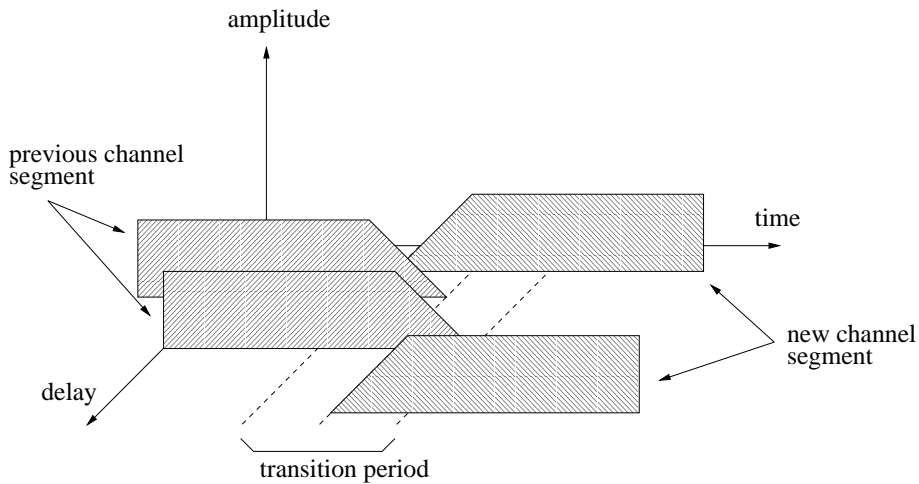 amplitude
previous channel
segment
time
new channel
segment
delay
transition period